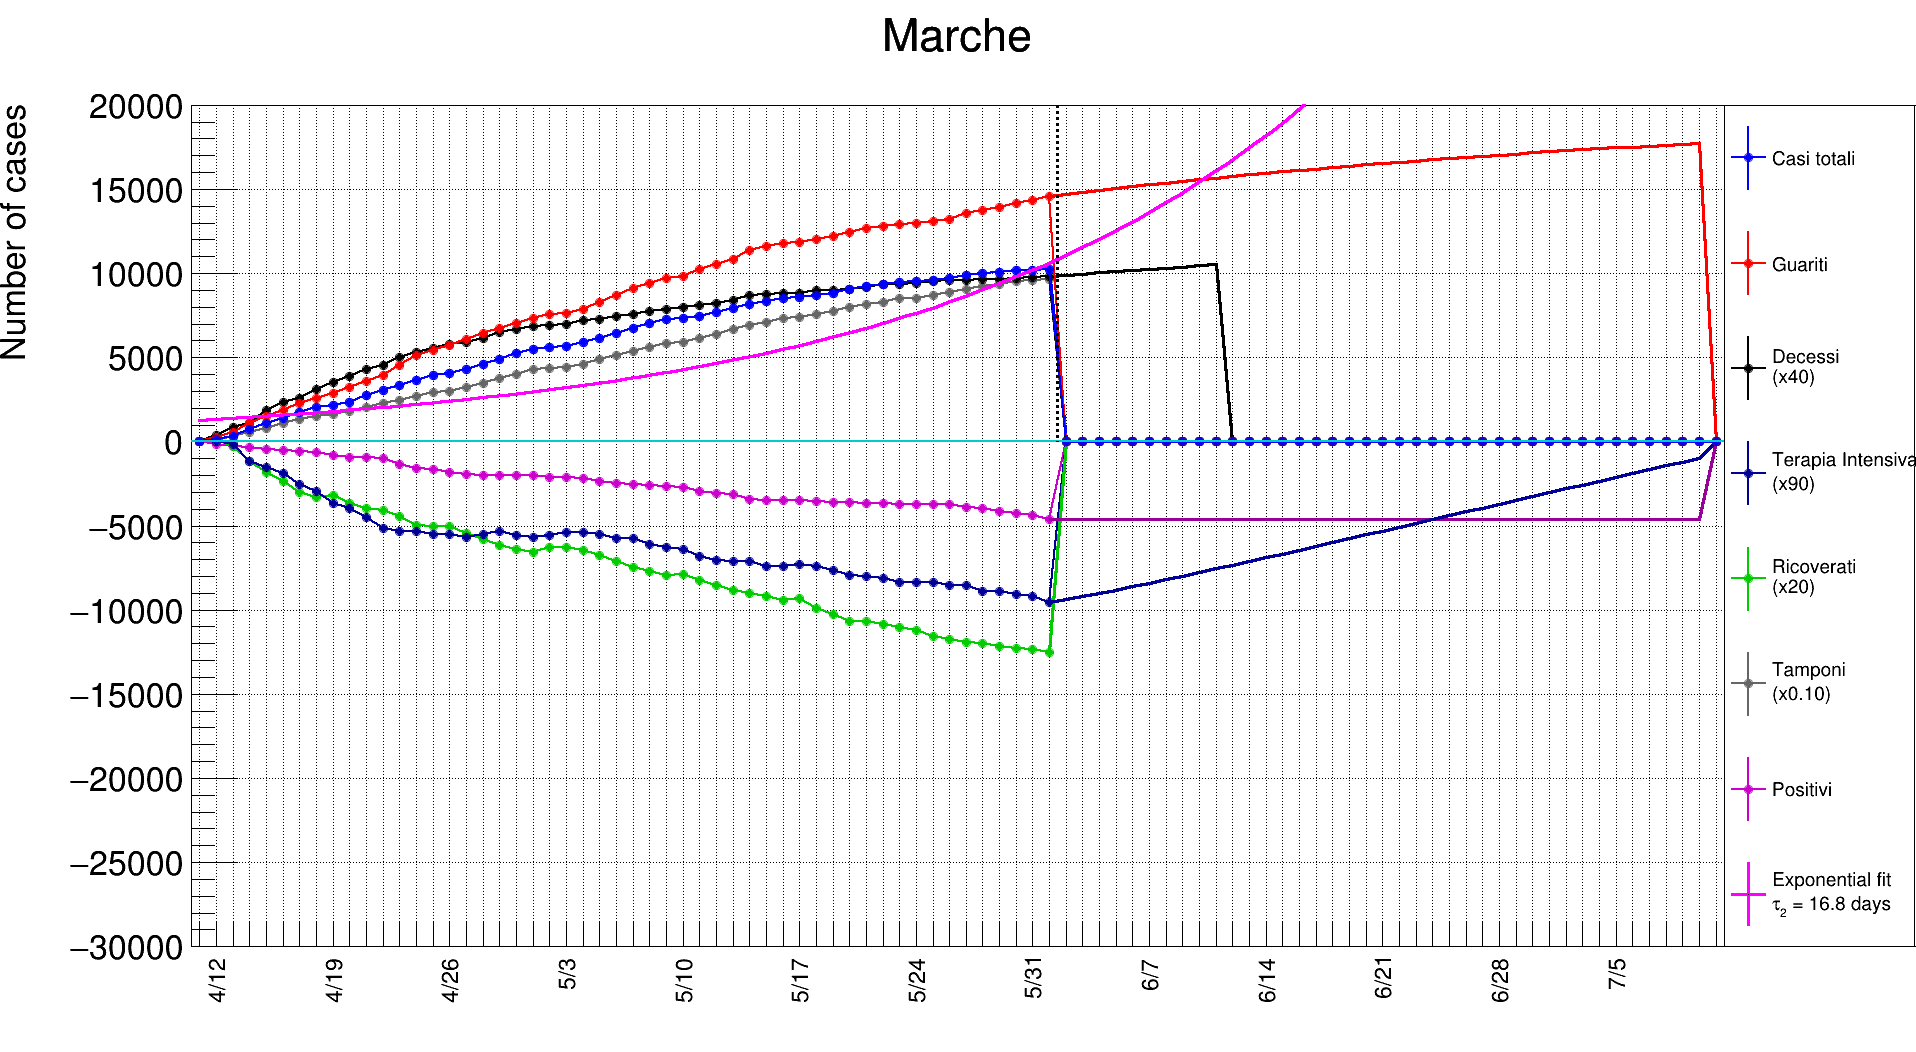 Marche
Number of cases
20000
15000
10000
5000
0
−5000
−10000
−15000
−20000
−25000
−30000
4/12
4/19
4/26
5/3
5/10
5/17
5/24
5/31
6/7
6/14
6/21
6/28
7/5
Casi totali
Guariti
Decessi
(x40)
Terapia Intensiva
(x90)
Ricoverati
(x20)
Tamponi
(x0.10)
Positivi
Exponential fit
τ2 = 16.8 days